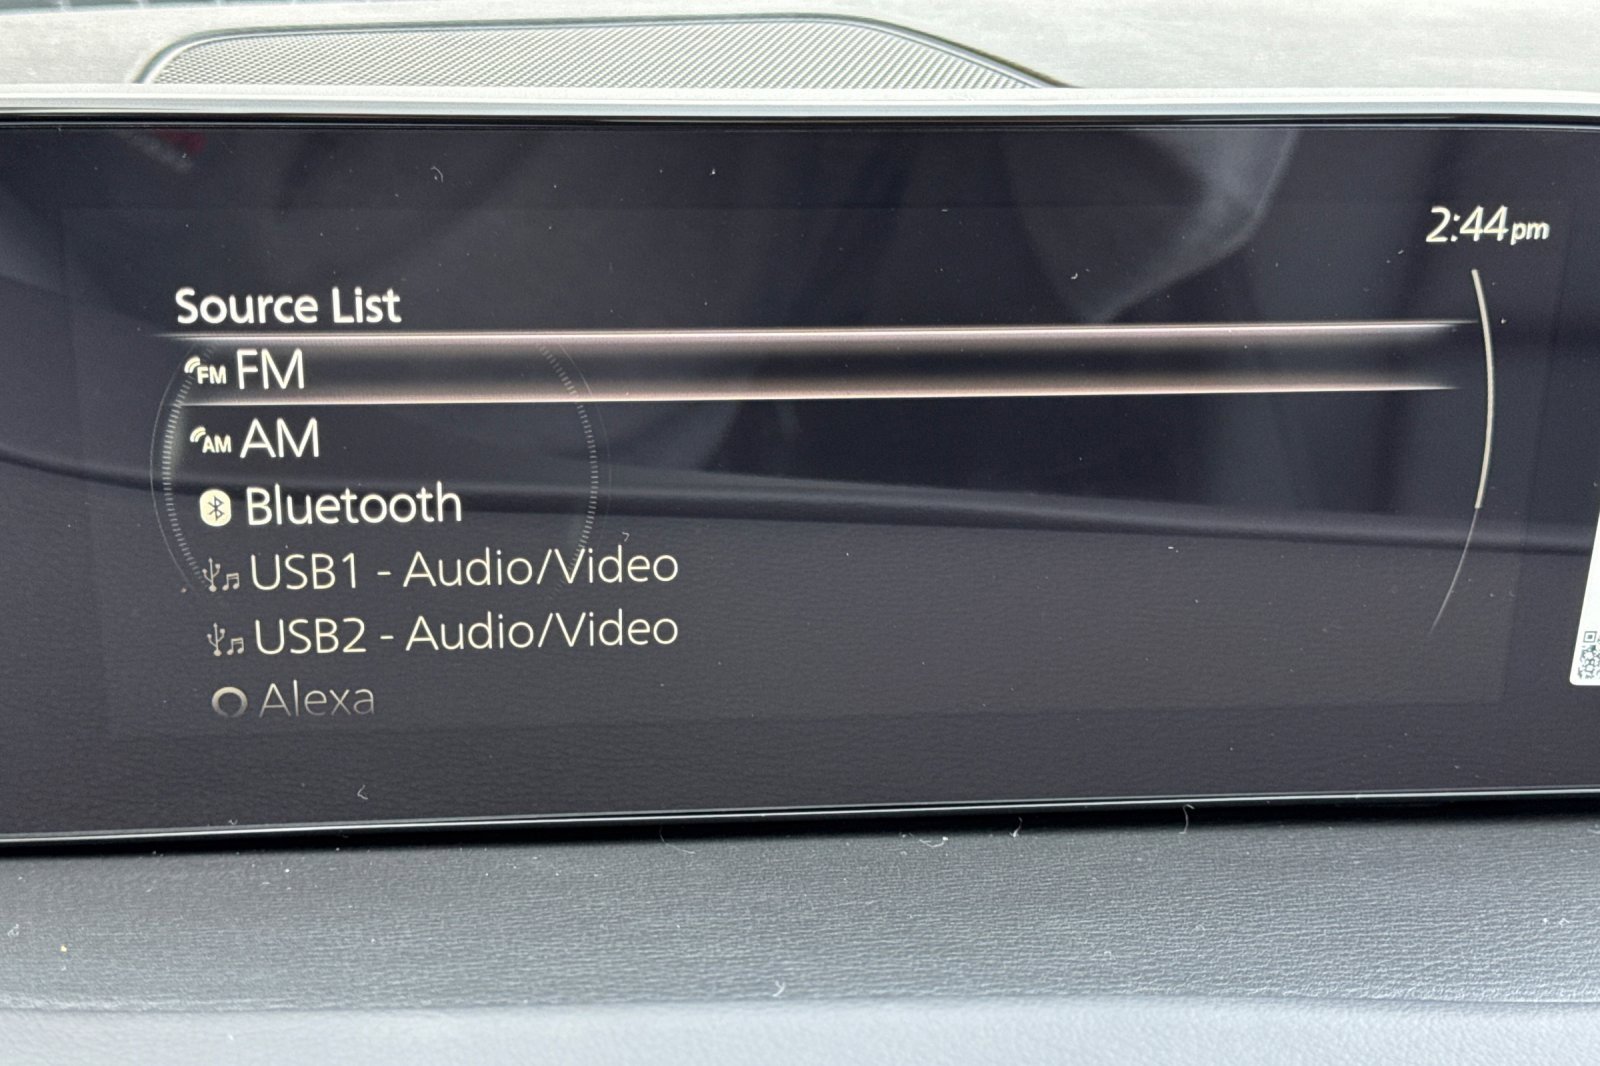 2:44pm
Source List
FM FM
AM AM
Bluetooth
USB1 - Audio/Video
USB2 - Audio/Video
Alexa